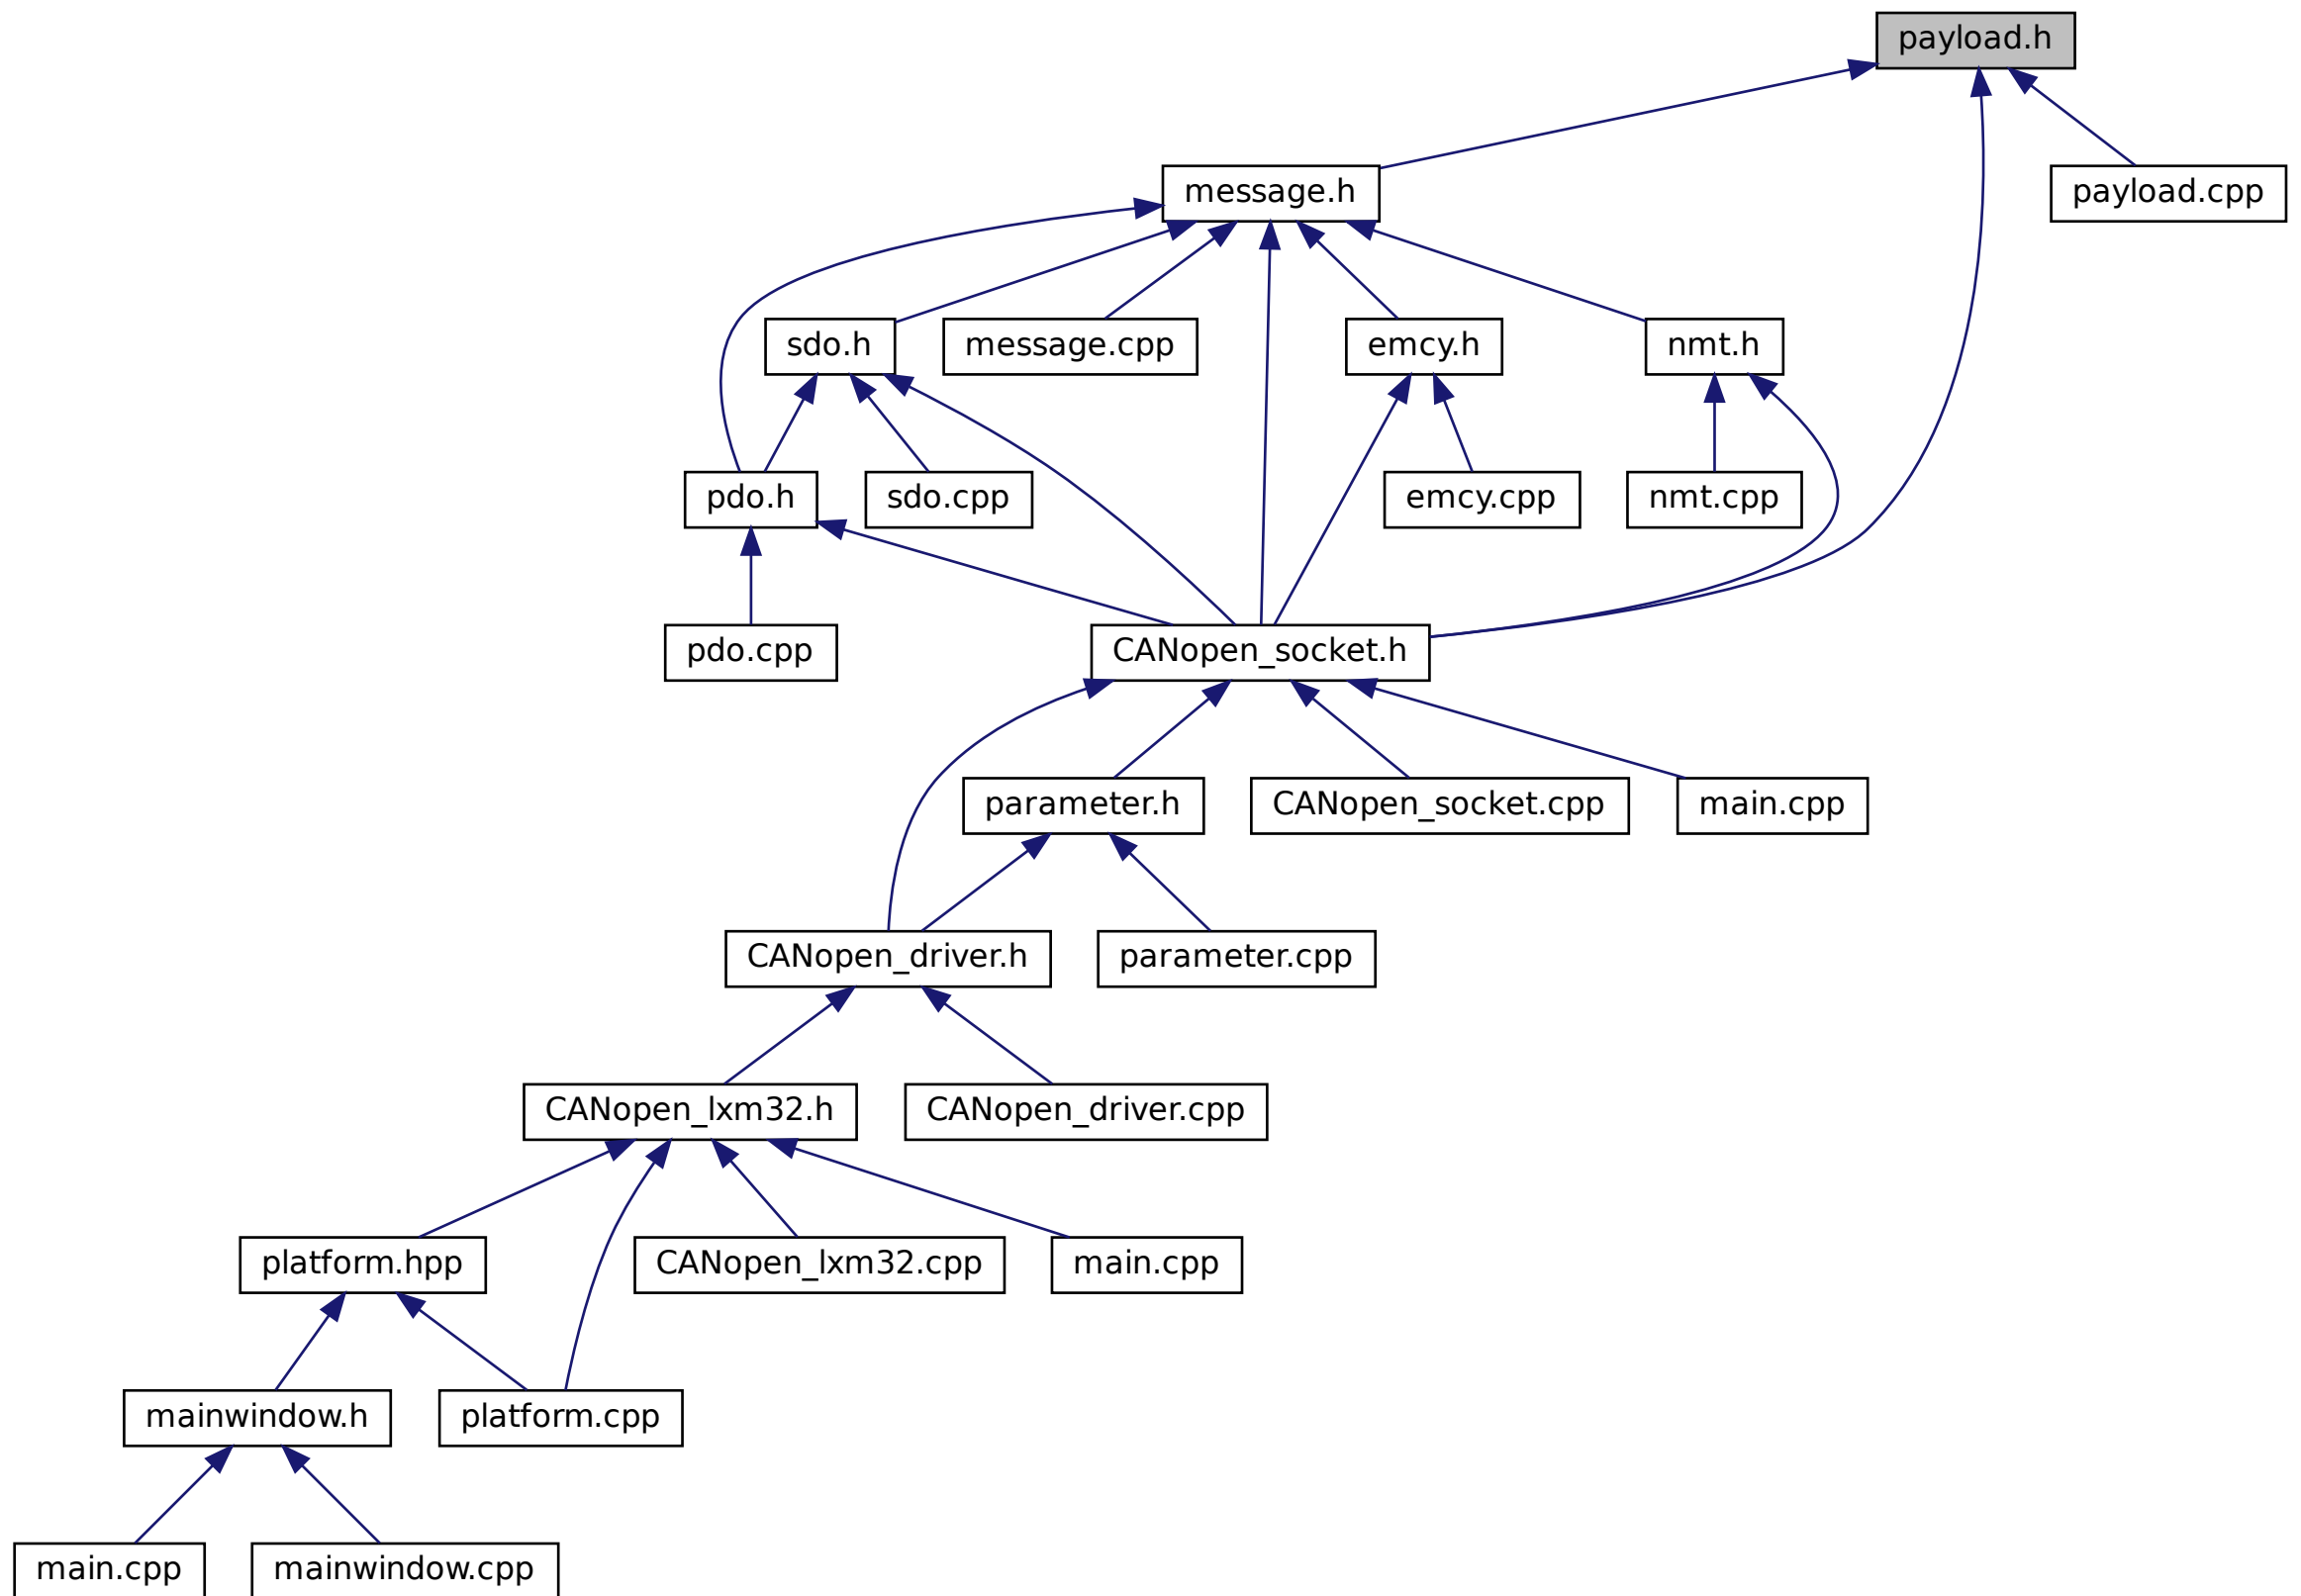 payload.h
message.h
payload.cpp
sdo.h
message.cpp
emcy.h
nmt.h
pdo.h
sdo.cpp
emcy.cpp
nmt.cpp
pdo.cpp
CANopen_socket.h
parameter.h
CANopen_socket.cpp
main.cpp
CANopen_driver.h
parameter.cpp
CANopen_lxm32.h
CANopen_driver.cpp
platform.hpp
CANopen_lxm32.cpp
main.cpp
mainwindow.h
platform.cpp
main.cpp
mainwindow.cpp